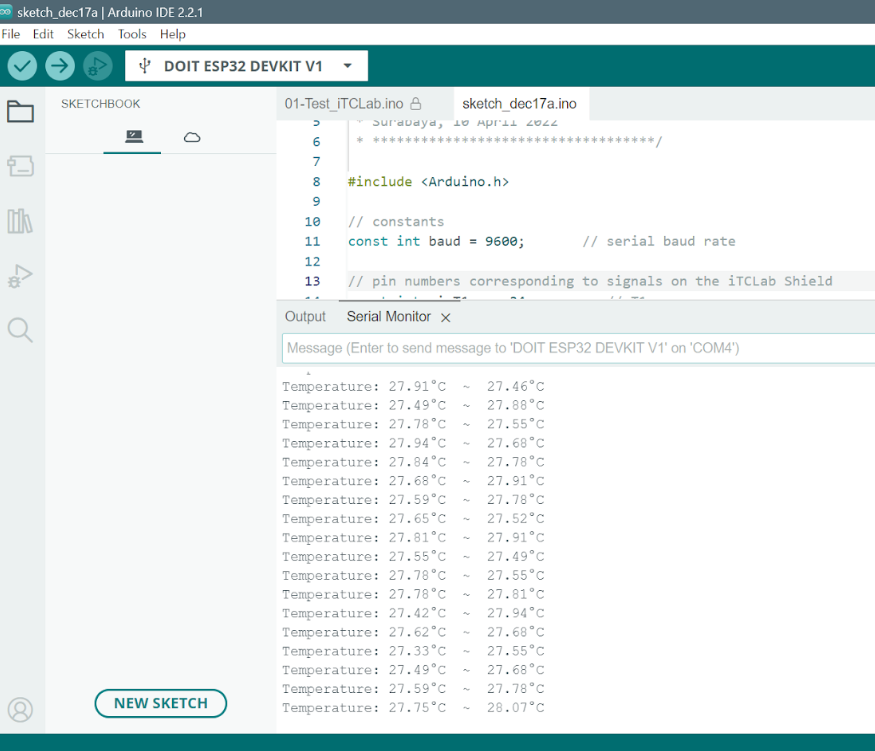 sketch_dec17a | Arduino IDE 2.2.1
File Edit Sketch Tools Help
DOIT ESP32 DEVKIT V1
SKETCHBOOK
01-Test_iTCLab.ino sketch_dec17a.ino
5 * Surabaya, 10 April 2022
6 * **********************************/
7
8 #include <Arduino.h>
9
10 // constants
11 const int baud = 9600; // serial baud rate
12
13 // pin numbers corresponding to signals on the iTCLab Shield
Output Serial Monitor
Message (Enter to send message to 'DOIT ESP32 DEVKIT V1' on 'COM4')
Temperature: 27.91°C ~ 27.46°C
Temperature: 27.49°C ~ 27.88°C
Temperature: 27.78°C ~ 27.55°C
Temperature: 27.94°C ~ 27.68°C
Temperature: 27.84°C ~ 27.78°C
Temperature: 27.68°C ~ 27.91°C
Temperature: 27.59°C ~ 27.78°C
Temperature: 27.65°C ~ 27.52°C
Temperature: 27.81°C ~ 27.91°C
Temperature: 27.55°C ~ 27.49°C
Temperature: 27.78°C ~ 27.55°C
Temperature: 27.78°C ~ 27.81°C
Temperature: 27.42°C ~ 27.94°C
Temperature: 27.62°C ~ 27.68°C
Temperature: 27.33°C ~ 27.55°C
Temperature: 27.49°C ~ 27.68°C
Temperature: 27.59°C ~ 27.78°C
Temperature: 27.75°C ~ 28.07°C
NEW SKETCH